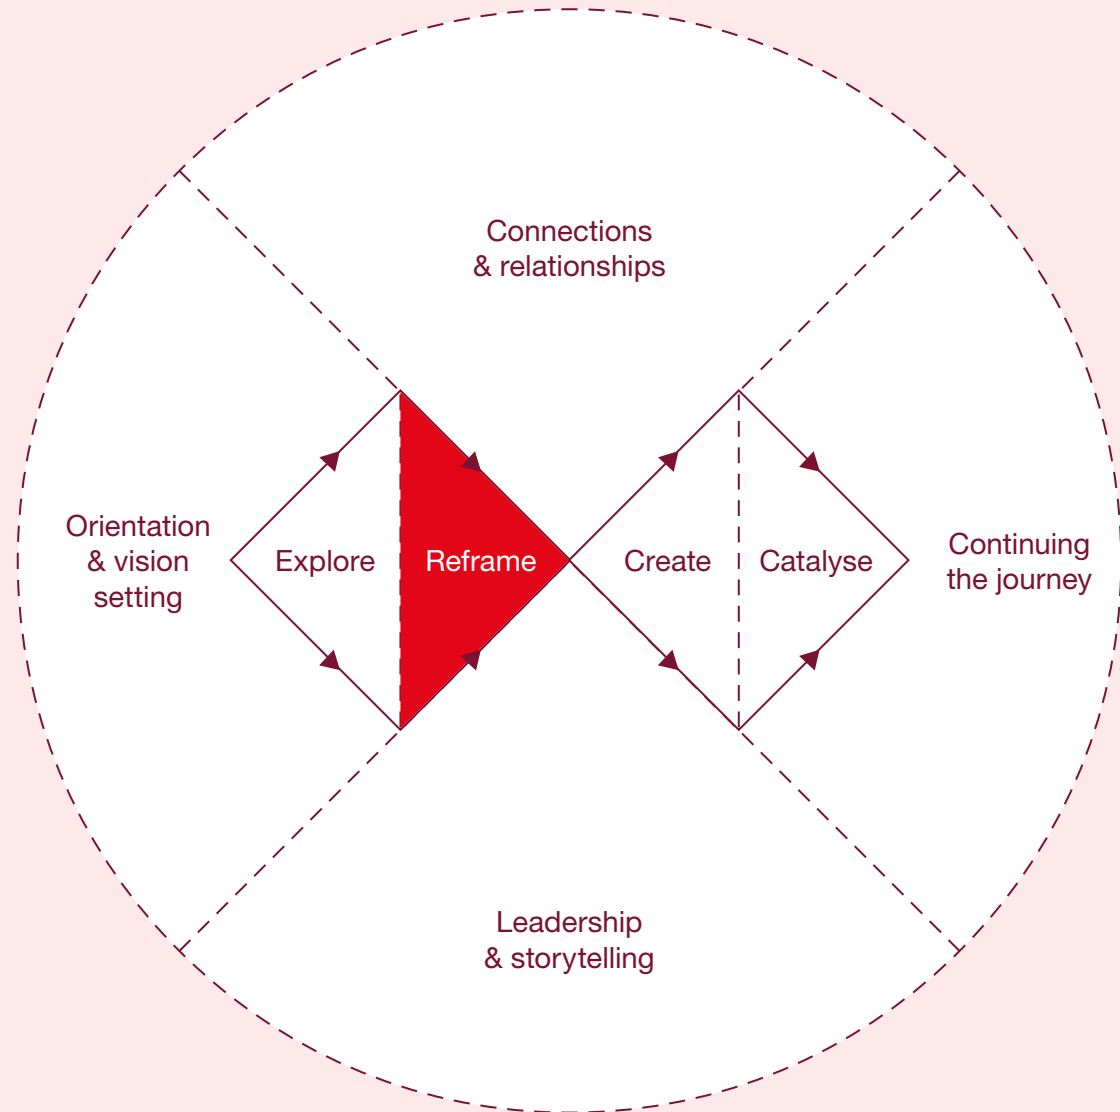 Connections
& relationships
Orientation
& vision
setting
Explore
Reframe
Create
Catalyse
Continuing
the journey
Leadership
& storytelling